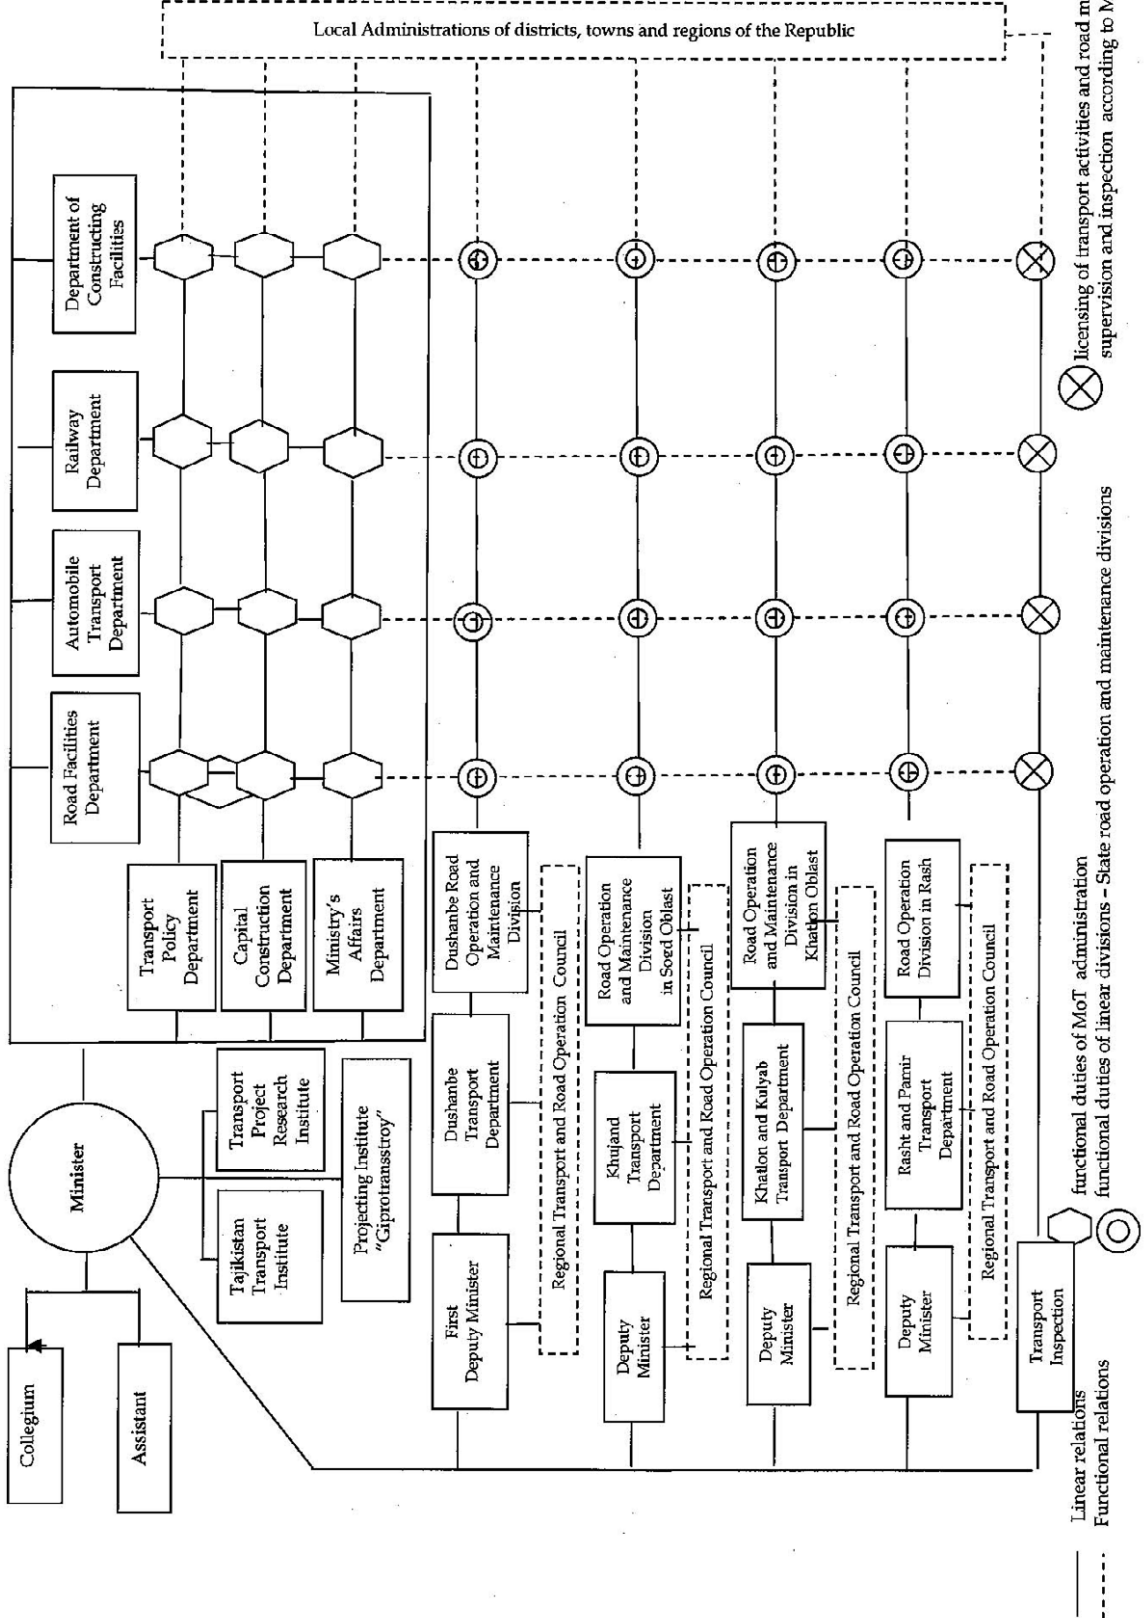 Collegium
Assistant
Minister
Tajikistan
Transport
Institute
Transport
Project
Research
Institute
Projecting Institute
"Giprotransstroy"
Road Facilities
Department
Automobile
Transport
Department
Railway
Department
Department of
Constructing
Facilities
Transport
Policy
Department
Capital
Construction
Department
Ministry's
Affairs
Department
Local Administrations of districts, towns and regions of the Republic
First
Deputy Minister
Dushanbe
Transport
Department
Dushanbe Road
Operation and
Maintenance
Division
Regional Transport and Road Operation Council
Deputy
Minister
Khujand
Transport
Department
Road Operation
and Maintenance
Division
in Sogd Oblast
Regional Transport and Road Operation Council
Deputy
Minister
Khatlon and Kulyab
Transport Department
Road Operation
and Maintenance
Division in
Khatlon Oblast
Regional Transport and Road Operation Council
Deputy
Minister
Rasht and Pamir
Transport
Department
Road Operation
Division in Rash
Regional Transport and Road Operation Council
Transport
Inspection
Linear relations
Functional relations
functional duties of MoT administration
functional duties of linear divisions – State road operation and maintenance divisions
licensing of transport activities and road m
supervision and inspection according to M